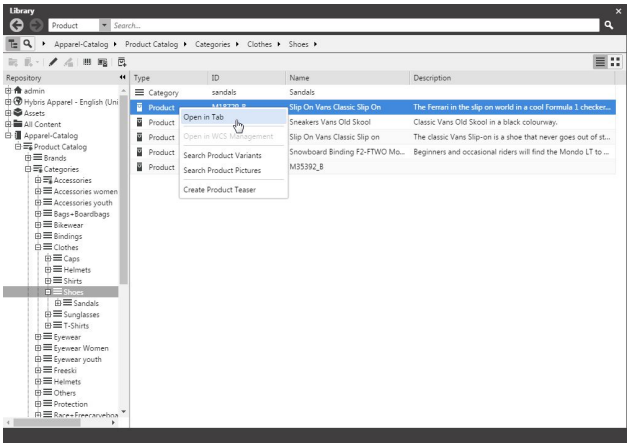 Library
Product
Search...
Apparel-Catalog
Product Catalog
Categories
Clothes
Shoes
Repository
Type
ID
Name
Description
admin
Hybris Apparel - English (Uni
Assets
All Content
Apparel-Catalog
Product Catalog
Brands
Categories
Accessories
Accessories women
Accessories youth
Bags+Boardbags
Bikewear
Bindings
Clothes
Caps
Helmets
Shirts
Shoes
Sandals
Sunglasses
T-Shirts
Eyewear
Eyewear Women
Eyewear youth
Freeski
Helmets
Others
Protection
Race+Freecarveboa
Category sandals Sandals
Product M18729_B Slip On Vans Classic Slip On The Ferrari in the slip on world in a cool Formula 1 checker...
Product Sneakers Vans Old Skool Classic Vans Old Skool in a black colourway.
Product Slip On Vans Classic Slip on The classic Vans Slip-on is a shoe that never goes out of st...
Product Snowboard Binding F2-FTWO Mo... Beginners and occasional riders will find the Mondo LT to ...
Product M35392_B
Open in Tab
Open in WCS Management
Search Product Variants
Search Product Pictures
Create Product Teaser